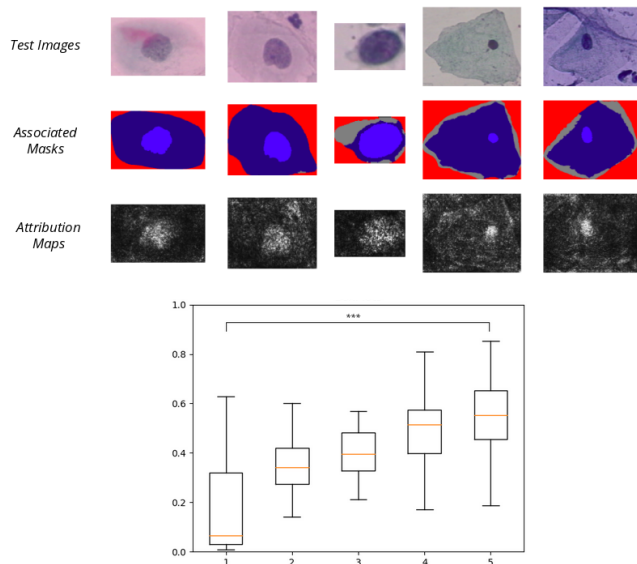 Test Images
Associated
Masks
Attribution
Maps
***
1.0
0.8
0.6
0.4
0.2
0.0
1 2 3 4 5